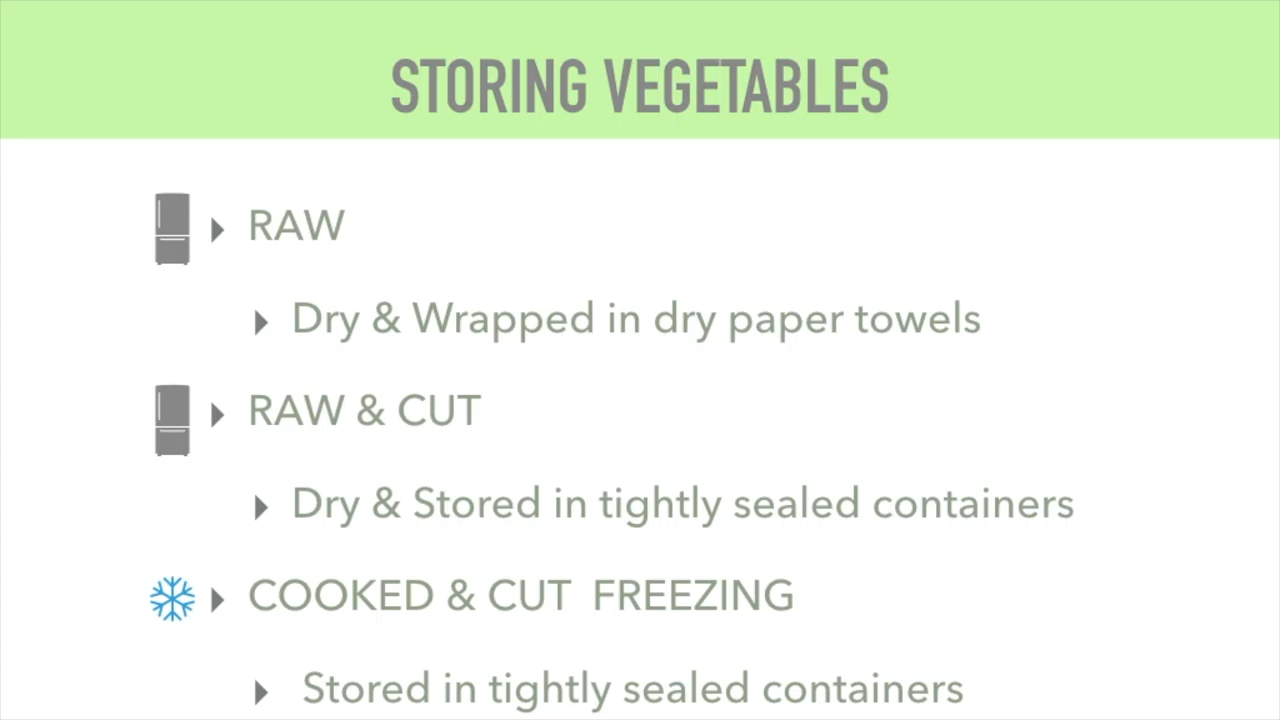 STORING VEGETABLES
RAW
Dry & Wrapped in dry paper towels
RAW & CUT
Dry & Stored in tightly sealed containers
COOKED & CUT  FREEZING
Stored in tightly sealed containers